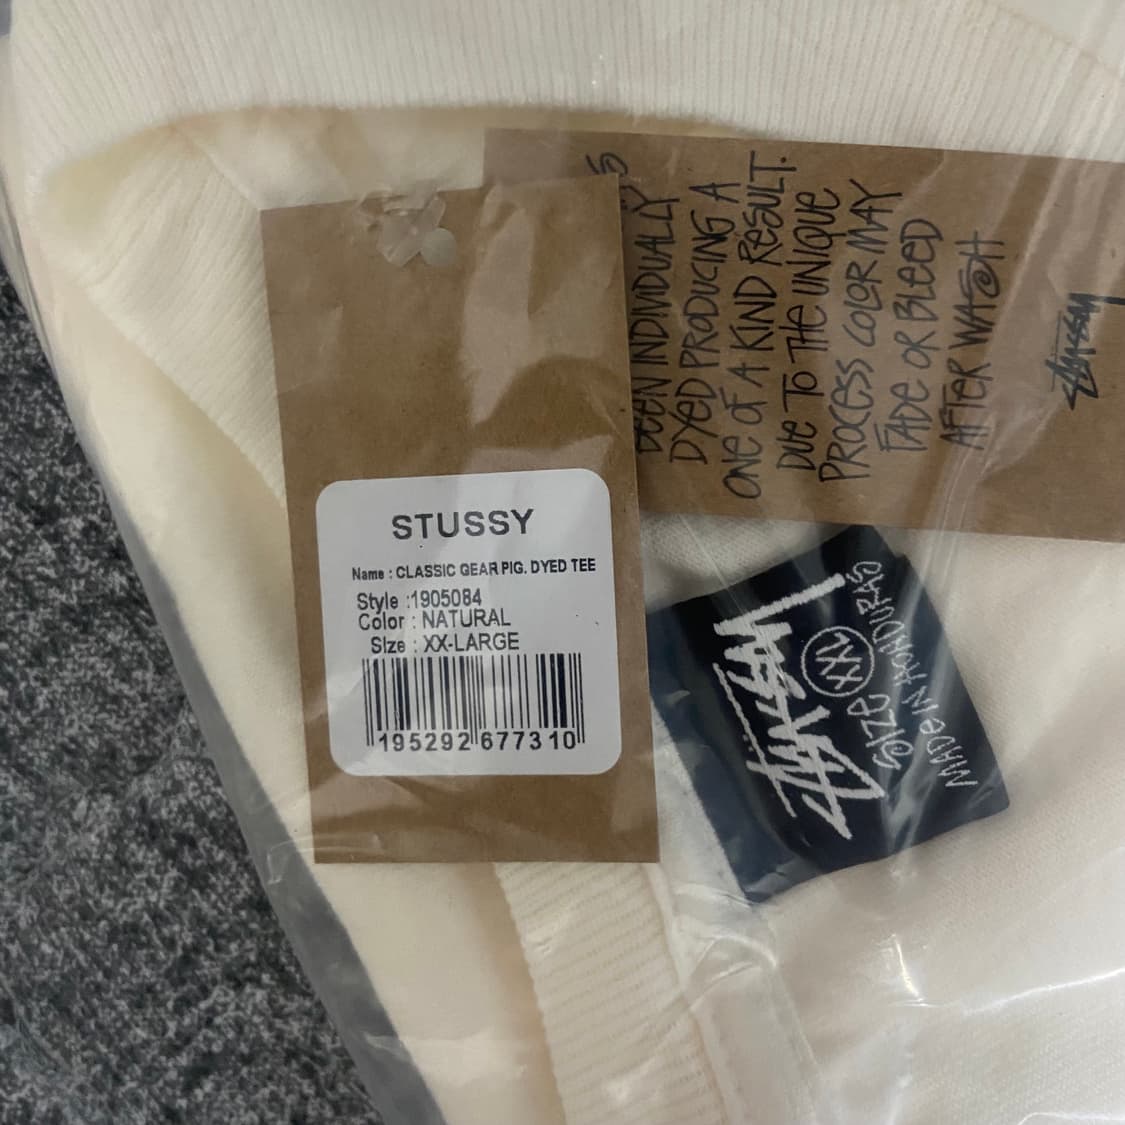 STUSSY
Name : CLASSIC GEAR PIG. DYED TEE
Style :1905084
Color : NATURAL
SIze : XX-LARGE
195292677310
BEEN INDIVIDUALLY
DYED PRODUCING A
ONE OF A KIND RESULT.
DUE TO THE UNIQUE
PROCESS COLOR MAY
FADE OR BLEED
AFTER WASH
STÜSSY
STÜSSY
XXL
SIZE
MADE IN HONDURAS